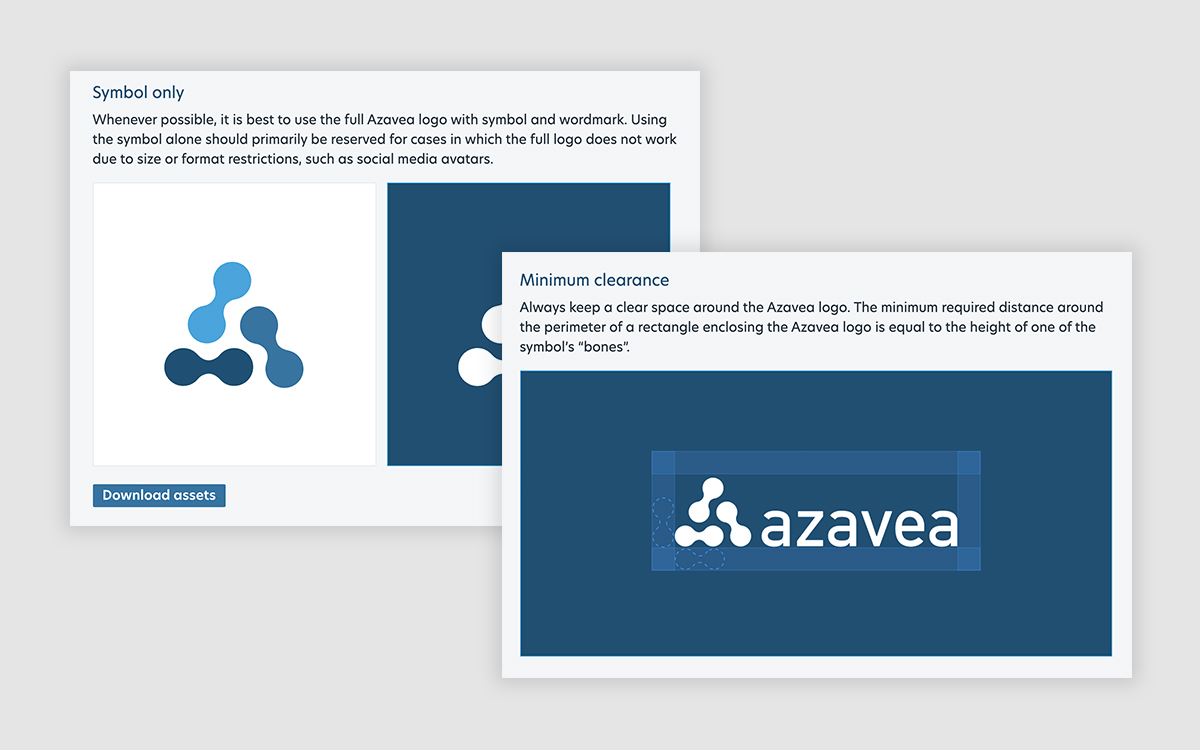 Symbol only
Whenever possible, it is best to use the full Azavea logo with symbol and wordmark. Using
the symbol alone should primarily be reserved for cases in which the full logo does not work
due to size or format restrictions, such as social media avatars.
Download assets
Minimum clearance
Always keep a clear space around the Azavea logo. The minimum required distance around
the perimeter of a rectangle enclosing the Azavea logo is equal to the height of one of the
symbol’s “bones”.
azavea